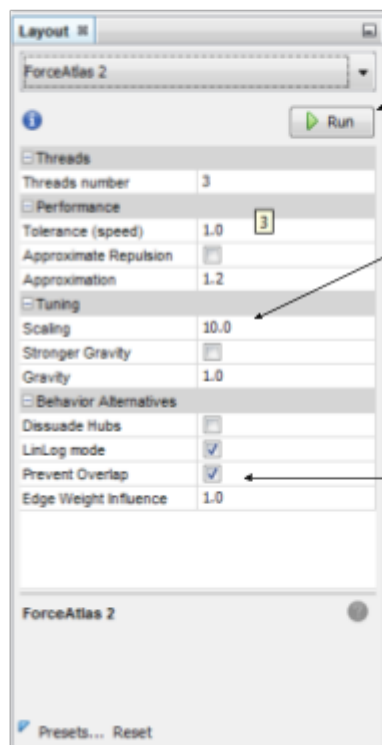 Layout
ForceAtlas 2
Run
Threads
Threads number 3
Performance
Tolerance (speed) 1.0
3
Approximate Repulsion
Approximation 1.2
Tuning
Scaling 10.0
Stronger Gravity
Gravity 1.0
Behavior Alternatives
Dissuade Hubs
LinLog mode
Prevent Overlap
Edge Weight Influence 1.0
ForceAtlas 2
Presets... Reset